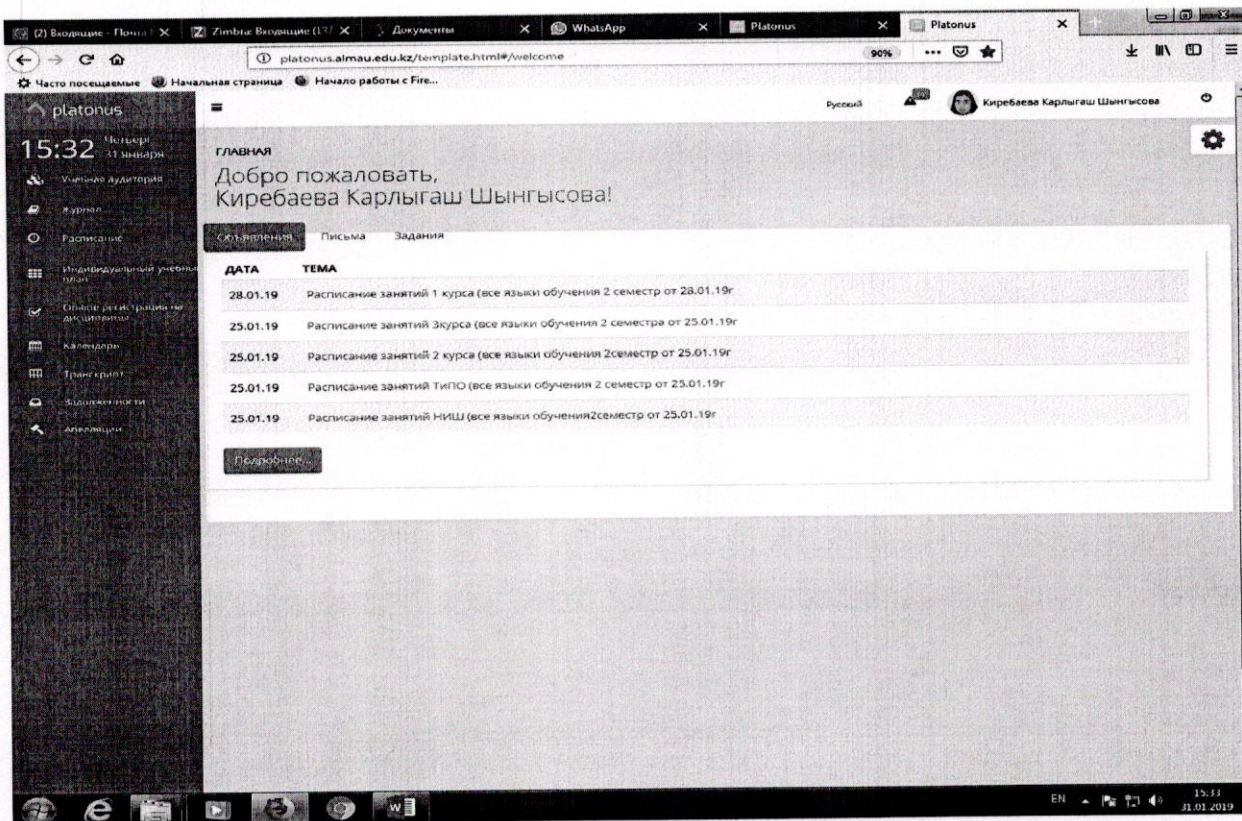 (2) Входящие - Почта
Zimbra: Входящие (137
Документы
WhatsApp
Platonus
Platonus
platonus.almau.edu.kz/template.html#/welcome
90%
Часто посещаемые
Начальная страница
Начало работы с Fire...
platonus
Русский
Киребаева Карлыгаш Шынгысова
15:32
Четверг
31 января
Учебная аудитория
Журнал
Расписание
Индивидуальный учебный
план
Онлайн регистрация на
дисциплины
Календарь
Транскрипт
Задолженности
Апелляции
ГЛАВНАЯ
Добро пожаловать,
Киребаева Карлыгаш Шынгысова!
Объявления
Письма
Задания
ДАТА ТЕМА
28.01.19 Расписание занятий 1 курса (все языки обучения 2 семестр от 28.01.19г
25.01.19 Расписание занятий 3курса (все языки обучения 2 семестра от 25.01.19г
25.01.19 Расписание занятий 2 курса (все языки обучения 2семестр от 25.01.19г
25.01.19 Расписание занятий ТиПО (все языки обучения 2 семестр от 25.01.19г
25.01.19 Расписание занятий НИШ (все языки обучения2семестр от 25.01.19г
Подробнее...
EN
15:33
31.01.2019